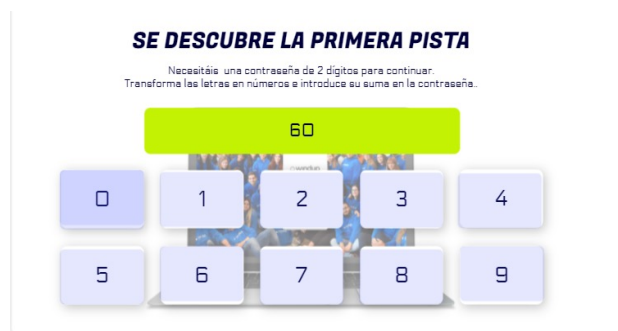 SE DESCUBRE LA PRIMERA PISTA
Necesitáis una contraseña de 2 dígitos para continuar.
Transforma las letras en números e introduce su suma en la contraseña..
60
0 1 2 3 4
5 6 7 8 9